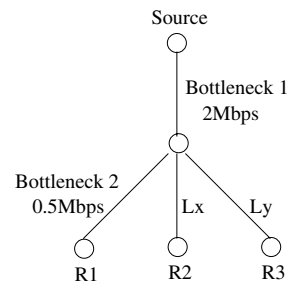 Source
Bottleneck 1
2Mbps
Bottleneck 2
0.5Mbps
Lx
Ly
R1
R2
R3